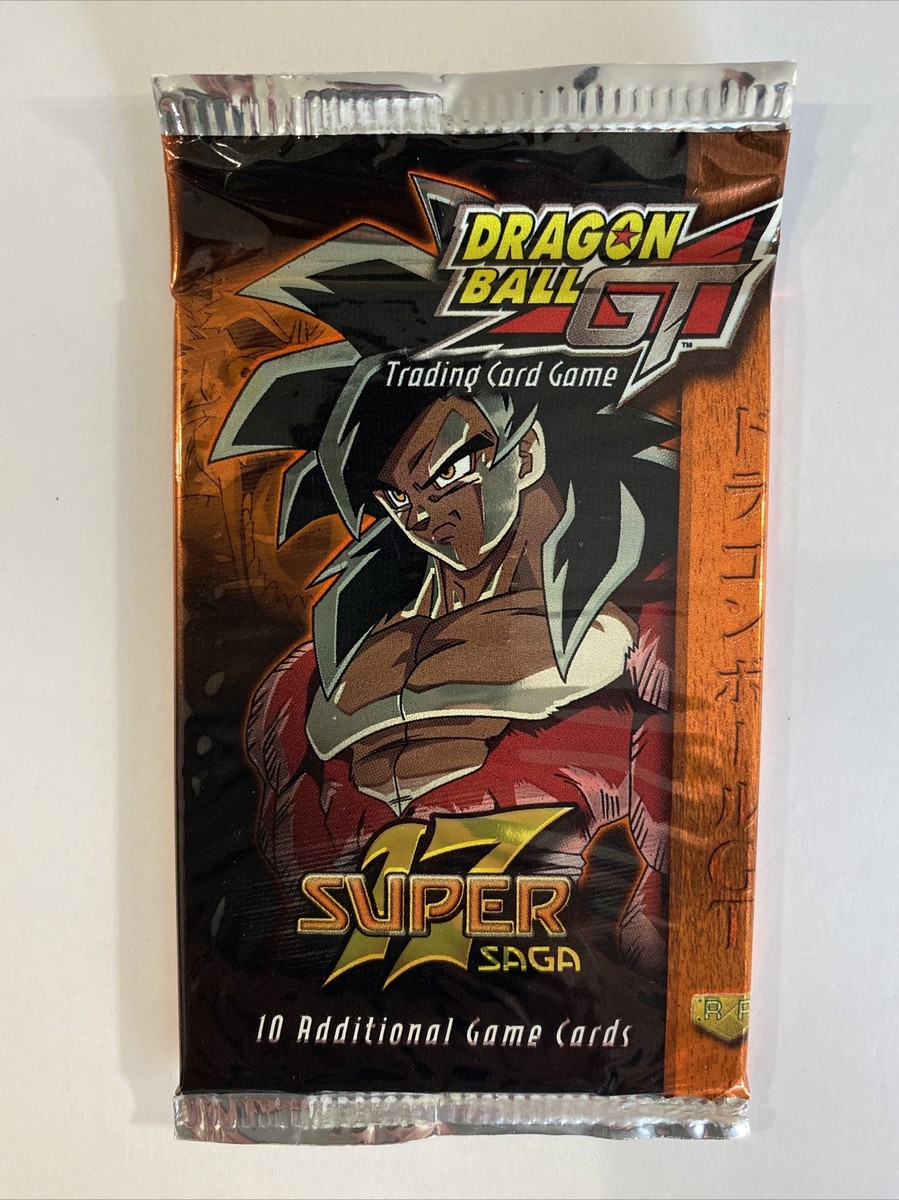 DRAGON
BALL GT
TM
Trading Card Game
ドラゴンボールGT
SUPER
17
SAGA
10 Additional Game Cards